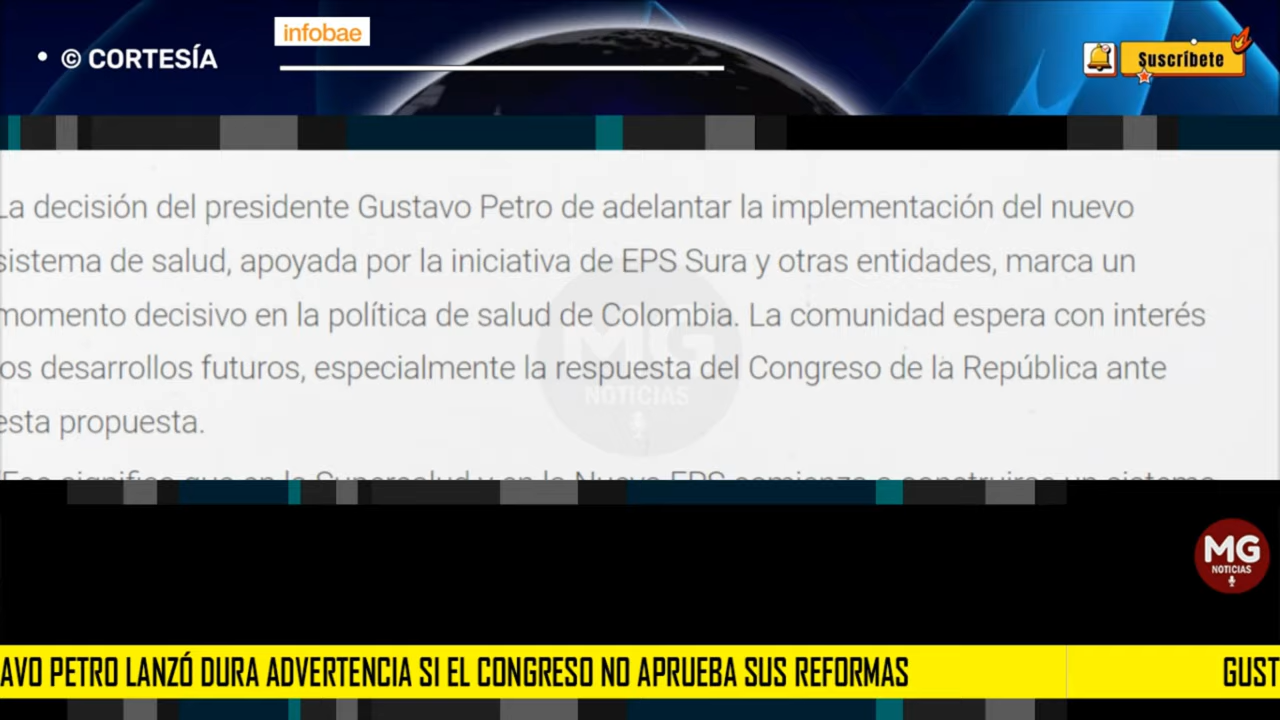 infobae
• © CORTESÍA
Suscríbete
La decisión del presidente Gustavo Petro de adelantar la implementación del nuevo
sistema de salud, apoyada por la iniciativa de EPS Sura y otras entidades, marca un
momento decisivo en la política de salud de Colombia. La comunidad espera con interés
los desarrollos futuros, especialmente la respuesta del Congreso de la República ante
esta propuesta.
MG
NOTICIAS
MG
NOTICIAS
AVO PETRO LANZÓ DURA ADVERTENCIA SI EL CONGRESO NO APRUEBA SUS REFORMAS GUST